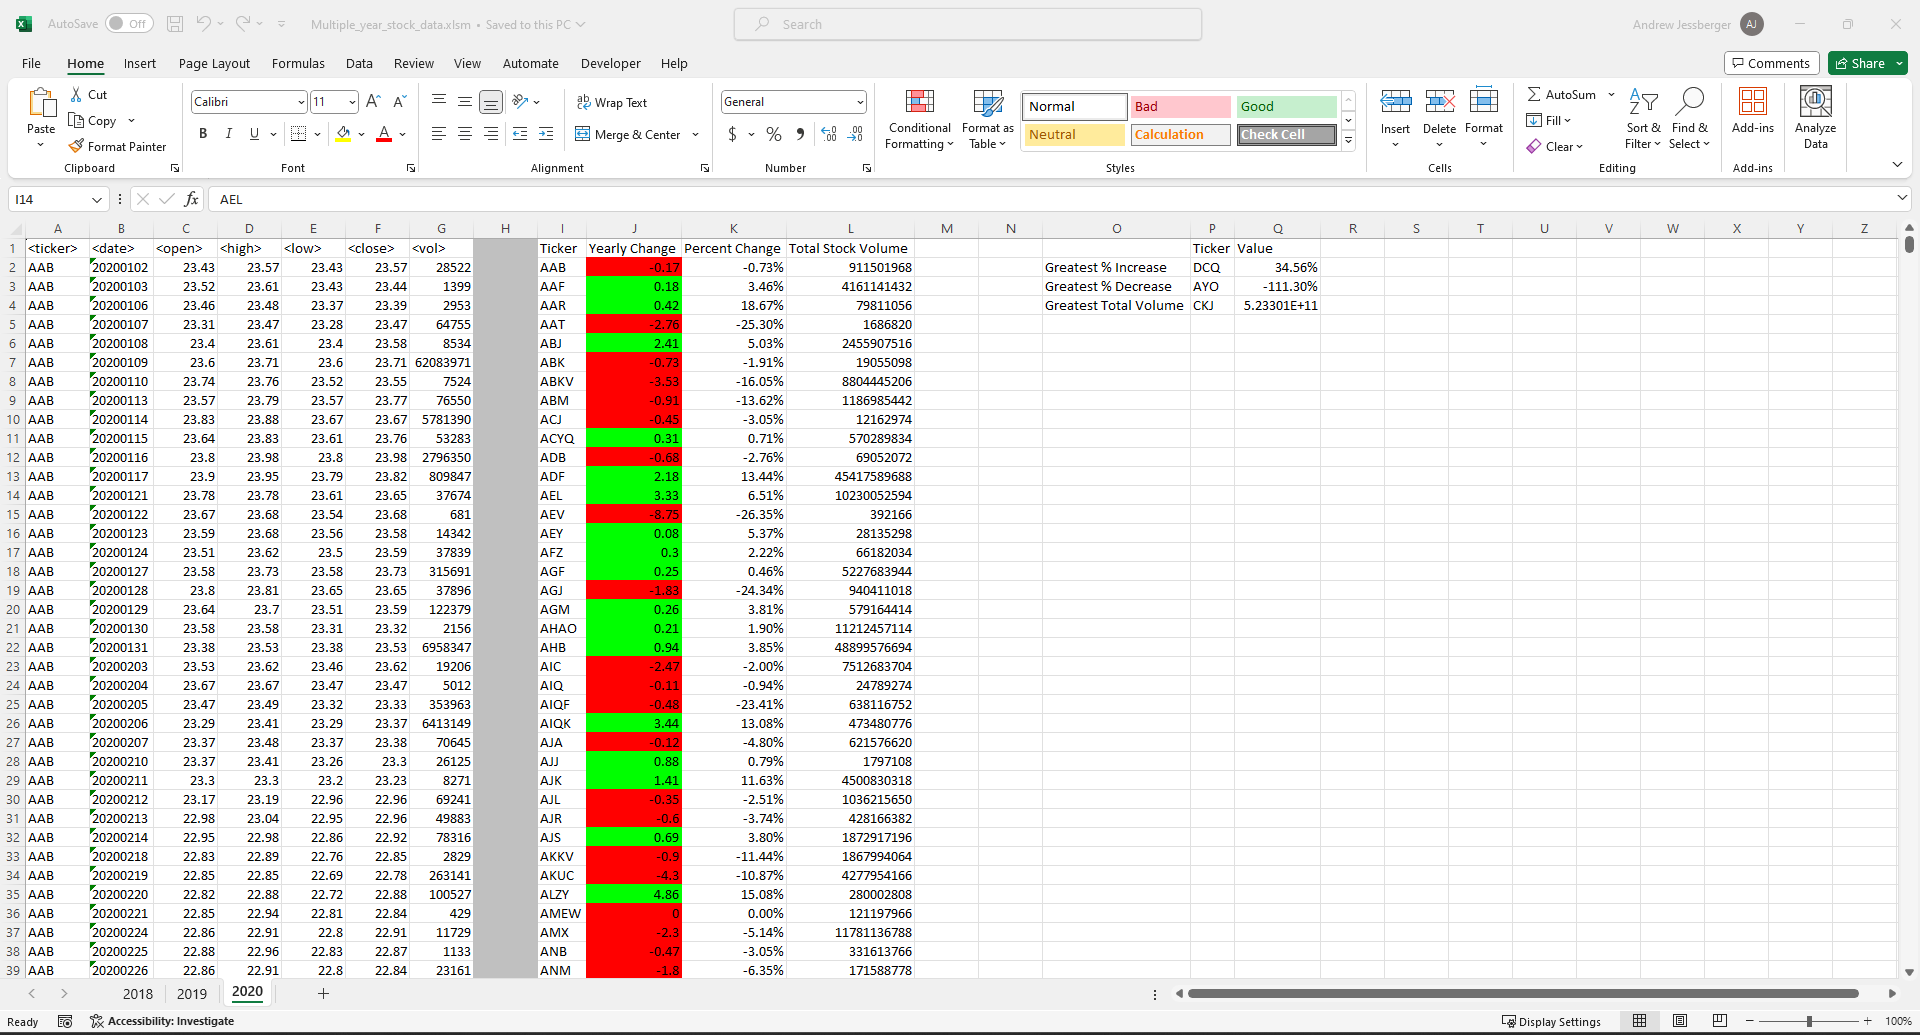 AutoSave Off Multiple_year_stock_data.xlsm • Saved to this PC Search Andrew Jessberger AJ
File Home Insert Page Layout Formulas Data Review View Automate Developer Help Comments Share
Cut Calibri 11 Wrap Text General Normal Bad Good AutoSum
Paste Copy B I U A Merge & Center $ % Conditional Formatting Format as Table Neutral Calculation Check Cell Insert Delete Format Fill Sort & Filter Find & Select Add-ins Analyze Data
Format Painter Clear
Clipboard Font Alignment Number Styles Cells Editing Add-ins
I14 fx AEL
A B C D E F G H I J K L M N O P Q R S T U V W X Y Z
1 <ticker> <date> <open> <high> <low> <close> <vol> Ticker Yearly Change Percent Change Total Stock Volume Ticker Value
2 AAB 20200102 23.43 23.57 23.43 23.57 28522 AAB -0.17 -0.73% 911501968 Greatest % Increase DCQ 34.56%
3 AAB 20200103 23.52 23.61 23.43 23.44 1399 AAF 0.18 3.46% 4161141432 Greatest % Decrease AYO -111.30%
4 AAB 20200106 23.46 23.48 23.37 23.39 2953 AAR 0.42 18.67% 79811056 Greatest Total Volume CKJ 5.23301E+11
5 AAB 20200107 23.31 23.47 23.28 23.47 64755 AAT -2.76 -25.30% 1686820
6 AAB 20200108 23.4 23.61 23.4 23.58 8534 ABJ 2.41 5.03% 2455907516
7 AAB 20200109 23.6 23.71 23.6 23.71 62083971 ABK -0.73 -1.91% 19055098
8 AAB 20200110 23.74 23.76 23.52 23.55 7524 ABKV -3.53 -16.05% 8804445206
9 AAB 20200113 23.57 23.79 23.57 23.77 76550 ABM -0.91 -13.62% 1186985442
10 AAB 20200114 23.83 23.88 23.67 23.67 5781390 ACJ -0.45 -3.05% 12162974
11 AAB 20200115 23.64 23.83 23.61 23.76 53283 ACYQ 0.31 0.71% 570289834
12 AAB 20200116 23.8 23.98 23.8 23.98 2796350 ADB -0.68 -2.76% 69052072
13 AAB 20200117 23.9 23.95 23.79 23.82 809847 ADF 2.18 13.44% 45417589688
14 AAB 20200121 23.78 23.78 23.61 23.65 37674 AEL 3.33 6.51% 10230052594
15 AAB 20200122 23.67 23.68 23.54 23.68 681 AEV -8.75 -26.35% 392166
16 AAB 20200123 23.59 23.68 23.56 23.58 14342 AEY 0.08 5.37% 28135298
17 AAB 20200124 23.51 23.62 23.5 23.59 37839 AFZ 0.3 2.22% 66182034
18 AAB 20200127 23.58 23.73 23.58 23.73 315691 AGF 0.25 0.46% 5227683944
19 AAB 20200128 23.8 23.81 23.65 23.65 37896 AGJ -1.83 -24.34% 940411018
20 AAB 20200129 23.64 23.7 23.51 23.59 122379 AGM 0.26 3.81% 579164414
21 AAB 20200130 23.58 23.58 23.31 23.32 2156 AHAO 0.21 1.90% 11212457114
22 AAB 20200131 23.38 23.53 23.38 23.53 6958347 AHB 0.94 3.85% 48899576694
23 AAB 20200203 23.53 23.62 23.46 23.62 19206 AIC -2.47 -2.00% 7512683704
24 AAB 20200204 23.67 23.67 23.47 23.47 5012 AIQ -0.11 -0.94% 24789274
25 AAB 20200205 23.47 23.49 23.32 23.33 353963 AIQF -0.48 -23.41% 638116752
26 AAB 20200206 23.29 23.41 23.29 23.37 6413149 AIQK 3.44 13.08% 473480776
27 AAB 20200207 23.37 23.48 23.37 23.38 70645 AJA -0.12 -4.80% 621576620
28 AAB 20200210 23.37 23.41 23.26 23.3 26125 AJJ 0.88 0.79% 1797108
29 AAB 20200211 23.3 23.3 23.2 23.23 8271 AJK 1.41 11.63% 4500830318
30 AAB 20200212 23.17 23.19 22.96 22.96 69241 AJL -0.35 -2.51% 1036215650
31 AAB 20200213 22.98 23.04 22.95 22.96 49883 AJR -0.6 -3.74% 428166382
32 AAB 20200214 22.95 22.98 22.86 22.92 78316 AJS 0.69 3.80% 1872917196
33 AAB 20200218 22.83 22.89 22.76 22.85 2829 AKKV -0.9 -11.44% 1867994064
34 AAB 20200219 22.85 22.85 22.69 22.78 263141 AKUC -4.3 -10.87% 4277954166
35 AAB 20200220 22.82 22.88 22.72 22.88 100527 ALZY 4.86 15.08% 280002808
36 AAB 20200221 22.85 22.94 22.81 22.84 429 AMEW 0 0.00% 121197966
37 AAB 20200224 22.86 22.91 22.8 22.91 11729 AMX -2.3 -5.14% 11781136788
38 AAB 20200225 22.88 22.96 22.83 22.87 1133 ANB -0.47 -3.05% 331613766
39 AAB 20200226 22.86 22.91 22.8 22.84 23161 ANM -1.8 -6.35% 171588778
2018 2019 2020
Ready Accessibility: Investigate Display Settings 100%